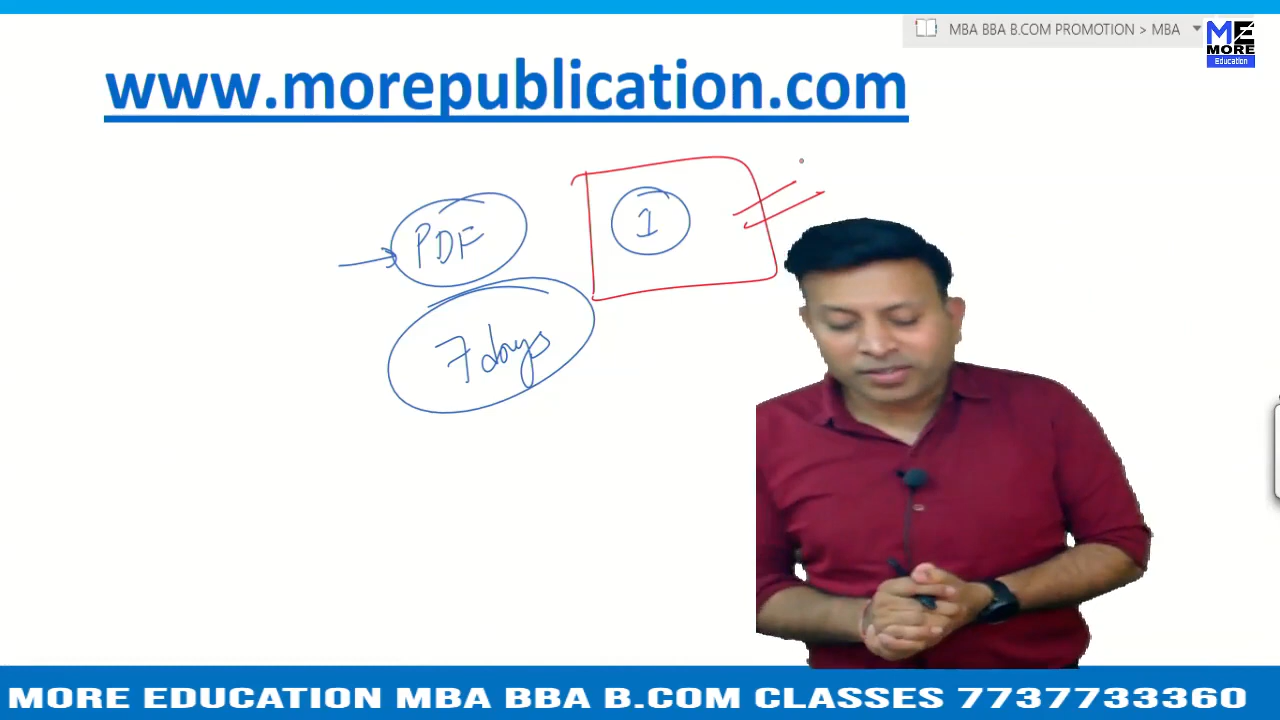 MBA BBA B.COM PROMOTION > MBA
ME
MORE
Education
www.morepublication.com
PDF
1
7 days
MORE EDUCATION MBA BBA B.COM CLASSES 7737733360